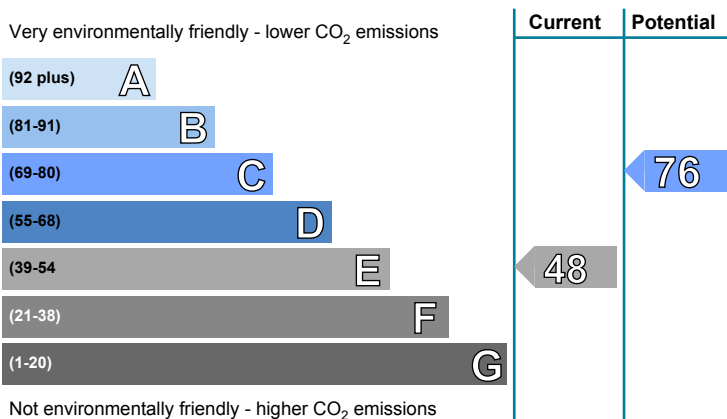 Very environmentally friendly - lower CO2 emissions
Current
Potential
(92 plus) A
(81-91) B
(69-80) C
76
(55-68) D
(39-54 E
48
(21-38) F
(1-20) G
Not environmentally friendly - higher CO2 emissions